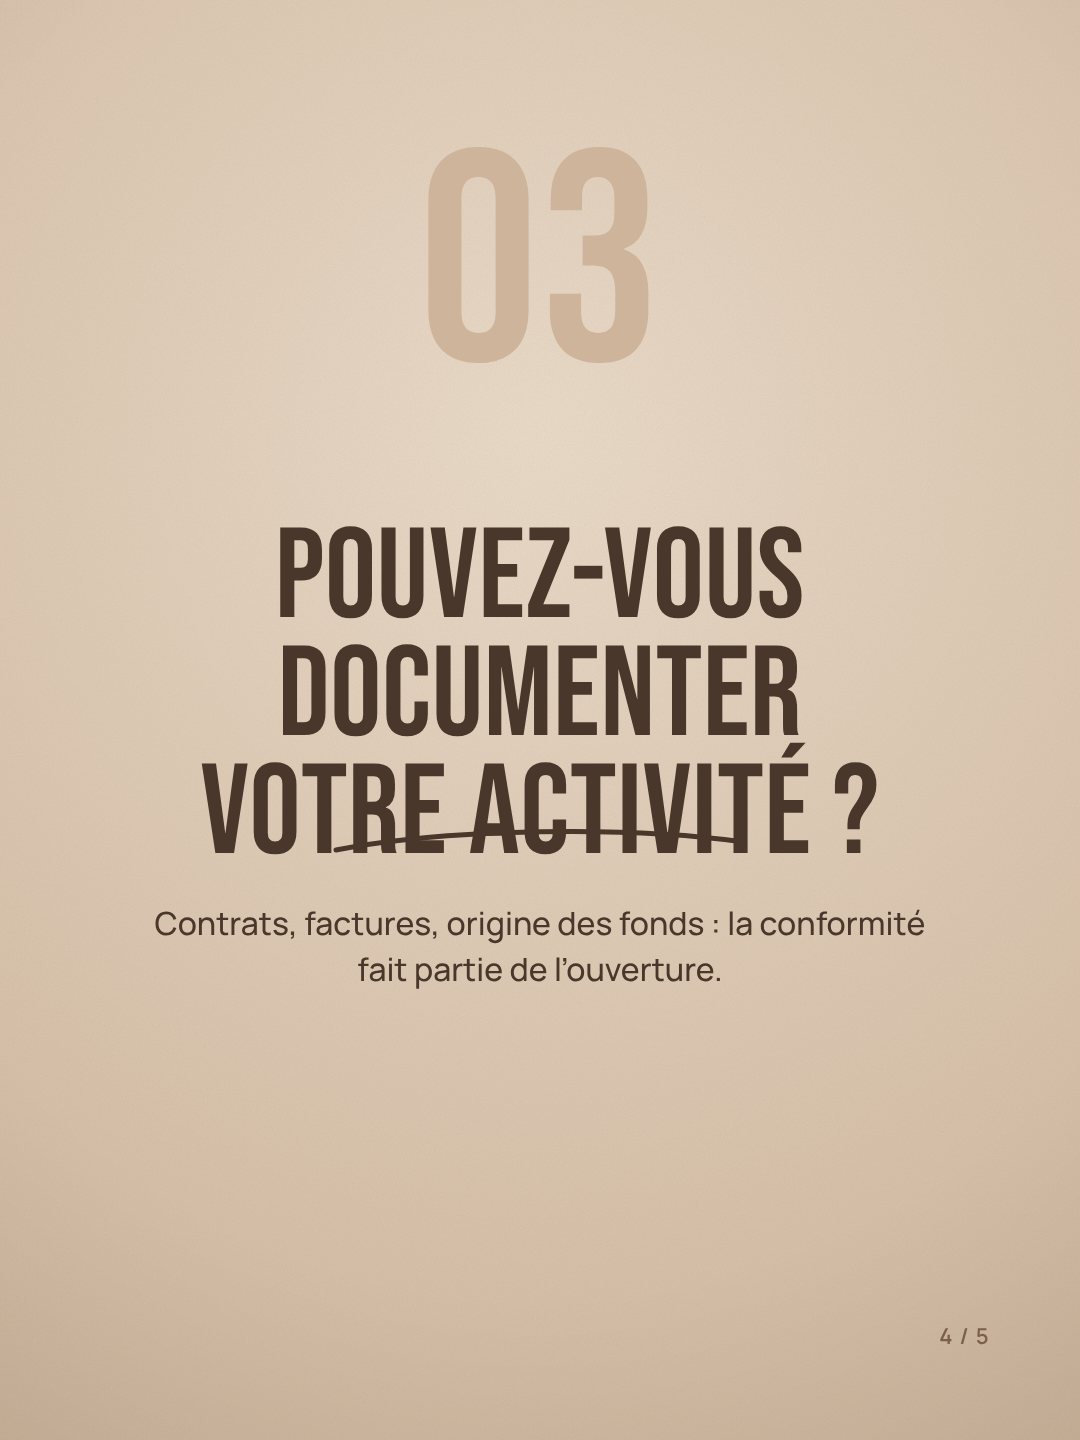 03
POUVEZ-VOUS
DOCUMENTER
VOTRE ACTIVITÉ ?
Contrats, factures, origine des fonds : la conformité
fait partie de l’ouverture.
4 / 5